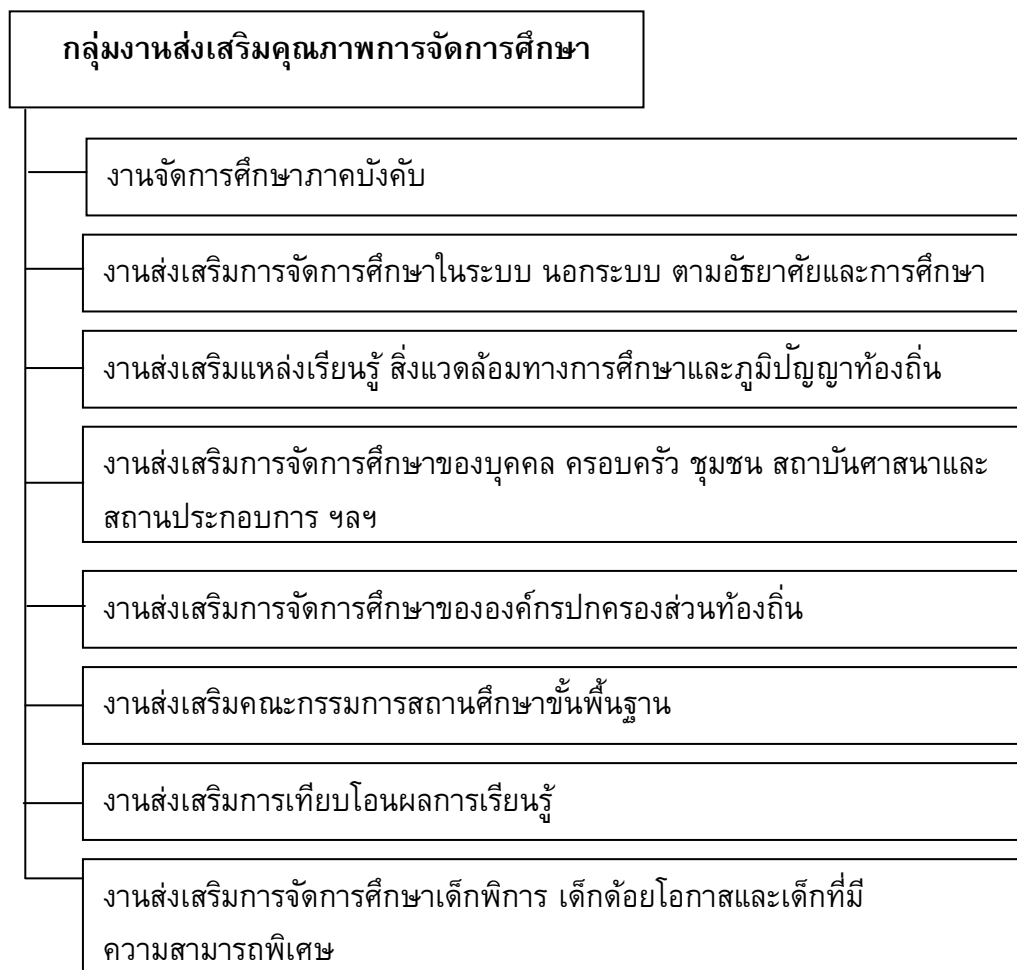 กลุ่มงานส่งเสริมคุณภาพการจัดการศึกษา
งานจัดการศึกษาภาคบังคับ
งานส่งเสริมการจัดการศึกษาในระบบ นอกระบบ ตามอัธยาศัยและการศึกษา
งานส่งเสริมแหล่งเรียนรู้ สิ่งแวดล้อมทางการศึกษาและภูมิปัญญาท้องถิ่น
งานส่งเสริมการจัดการศึกษาของบุคคล ครอบครัว ชุมชน สถาบันศาสนาและ
สถานประกอบการ ฯลฯ
งานส่งเสริมการจัดการศึกษาขององค์กรปกครองส่วนท้องถิ่น
งานส่งเสริมคณะกรรมการสถานศึกษาขั้นพื้นฐาน
งานส่งเสริมการเทียบโอนผลการเรียนรู้
งานส่งเสริมการจัดการศึกษาเด็กพิการ เด็กด้อยโอกาสและเด็กที่มี
ความสามารถพิเศษ